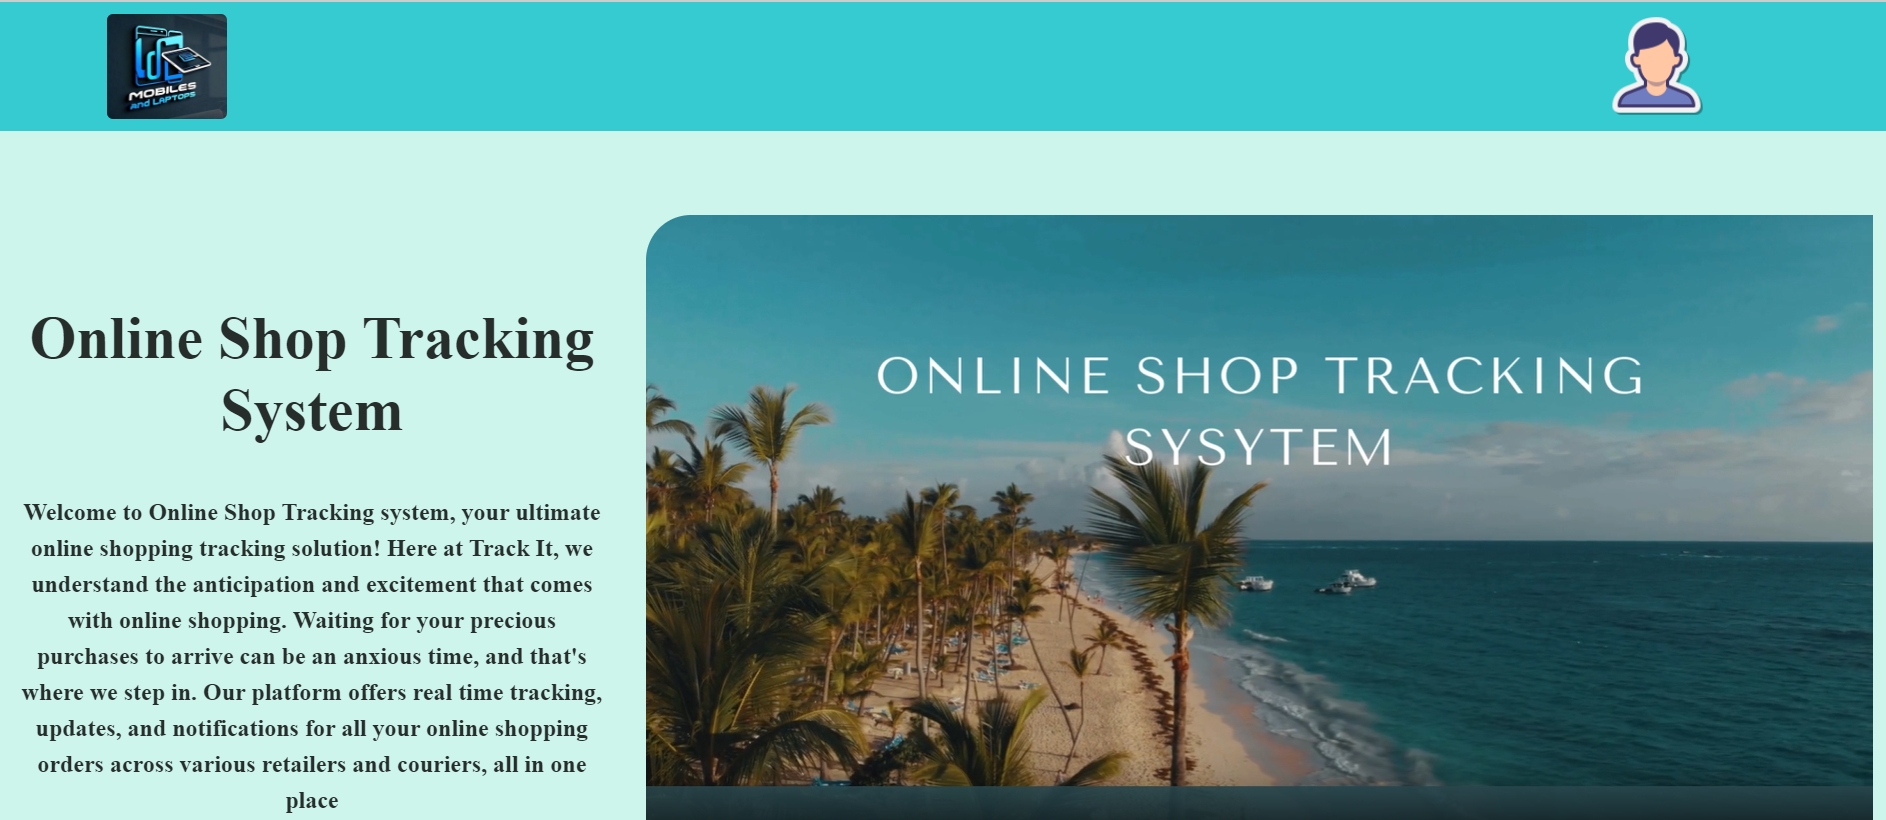 MOBILES
and LAPTOPS
Online Shop Tracking
System
Welcome to Online Shop Tracking system, your ultimate
online shopping tracking solution! Here at Track It, we
understand the anticipation and excitement that comes
with online shopping. Waiting for your precious
purchases to arrive can be an anxious time, and that's
where we step in. Our platform offers real time tracking,
updates, and notifications for all your online shopping
orders across various retailers and couriers, all in one
place
ONLINE SHOP TRACKING
SYSYTEM